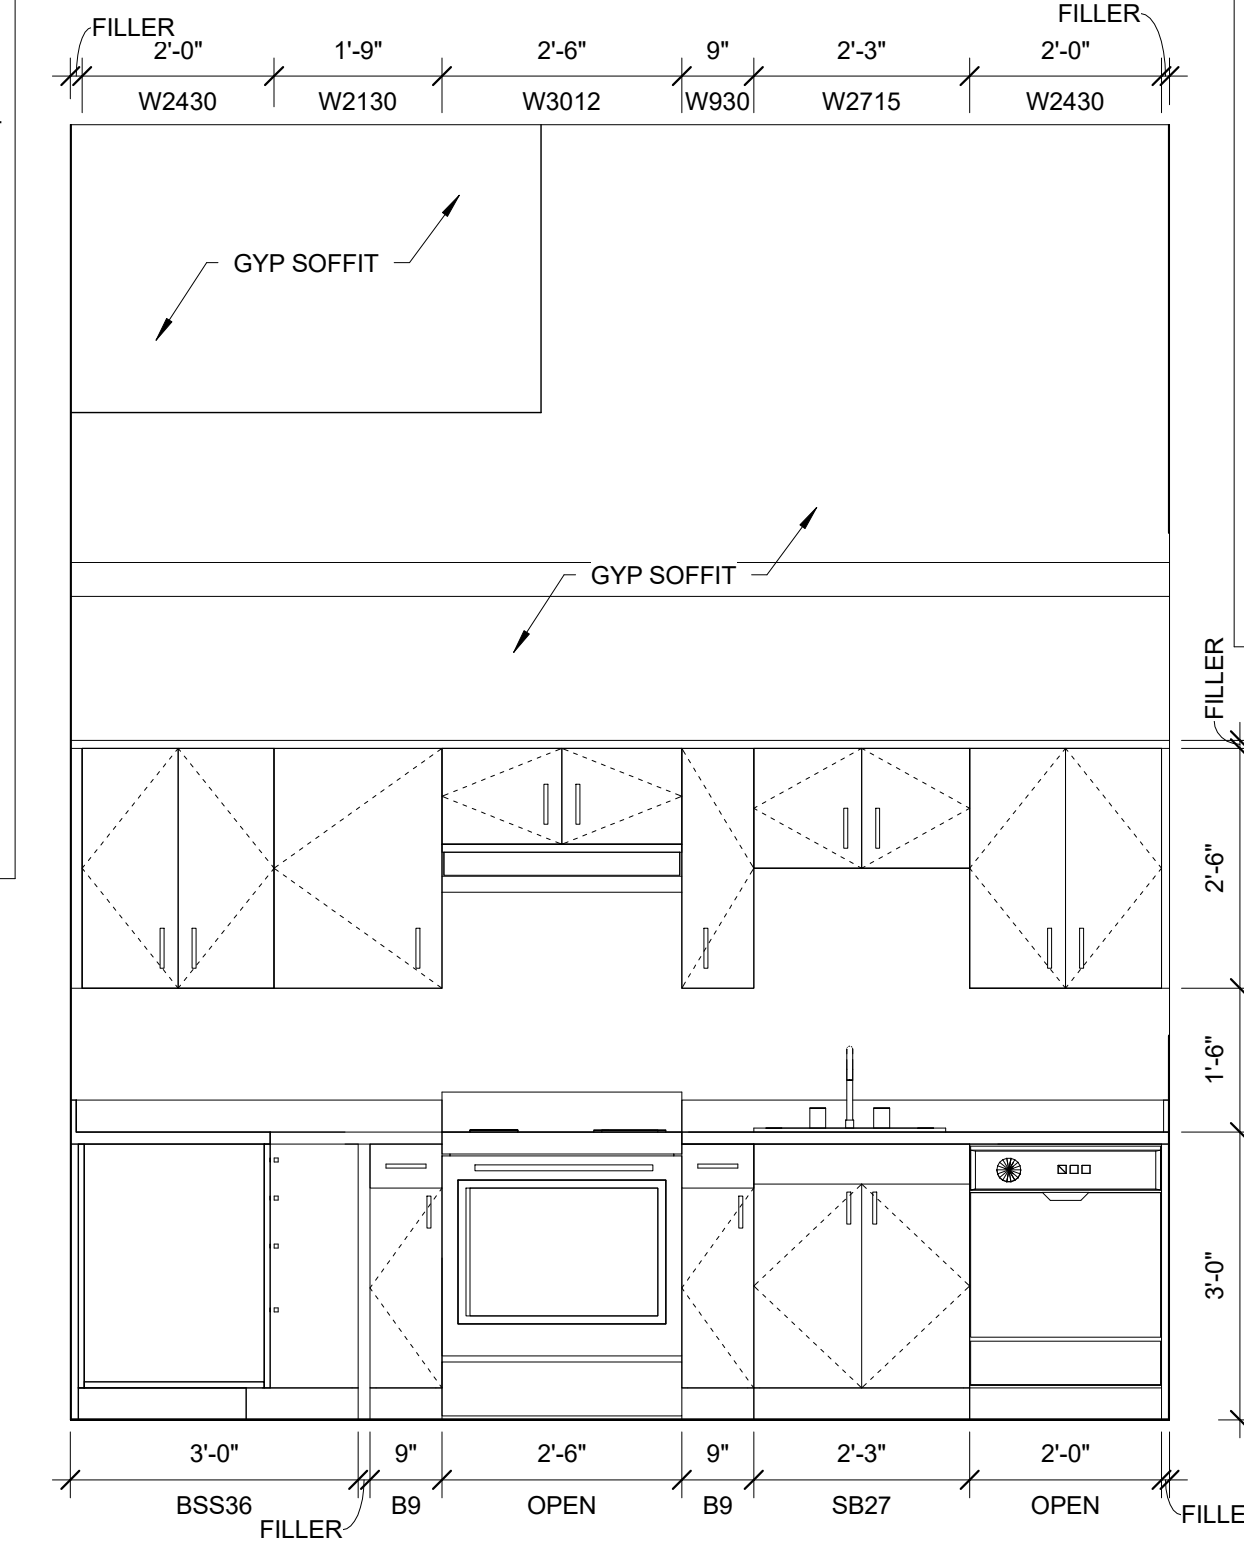 FILLER
FILLER
2'-0" 1'-9" 2'-6" 9" 2'-3" 2'-0"
W2430 W2130 W3012 W930 W2715 W2430
GYP SOFFIT
GYP SOFFIT
FILLER
2'-6"
1'-6"
3'-0"
3'-0" 9" 2'-6" 9" 2'-3" 2'-0"
BSS36 B9 OPEN B9 SB27 OPEN
FILLER
FILLE